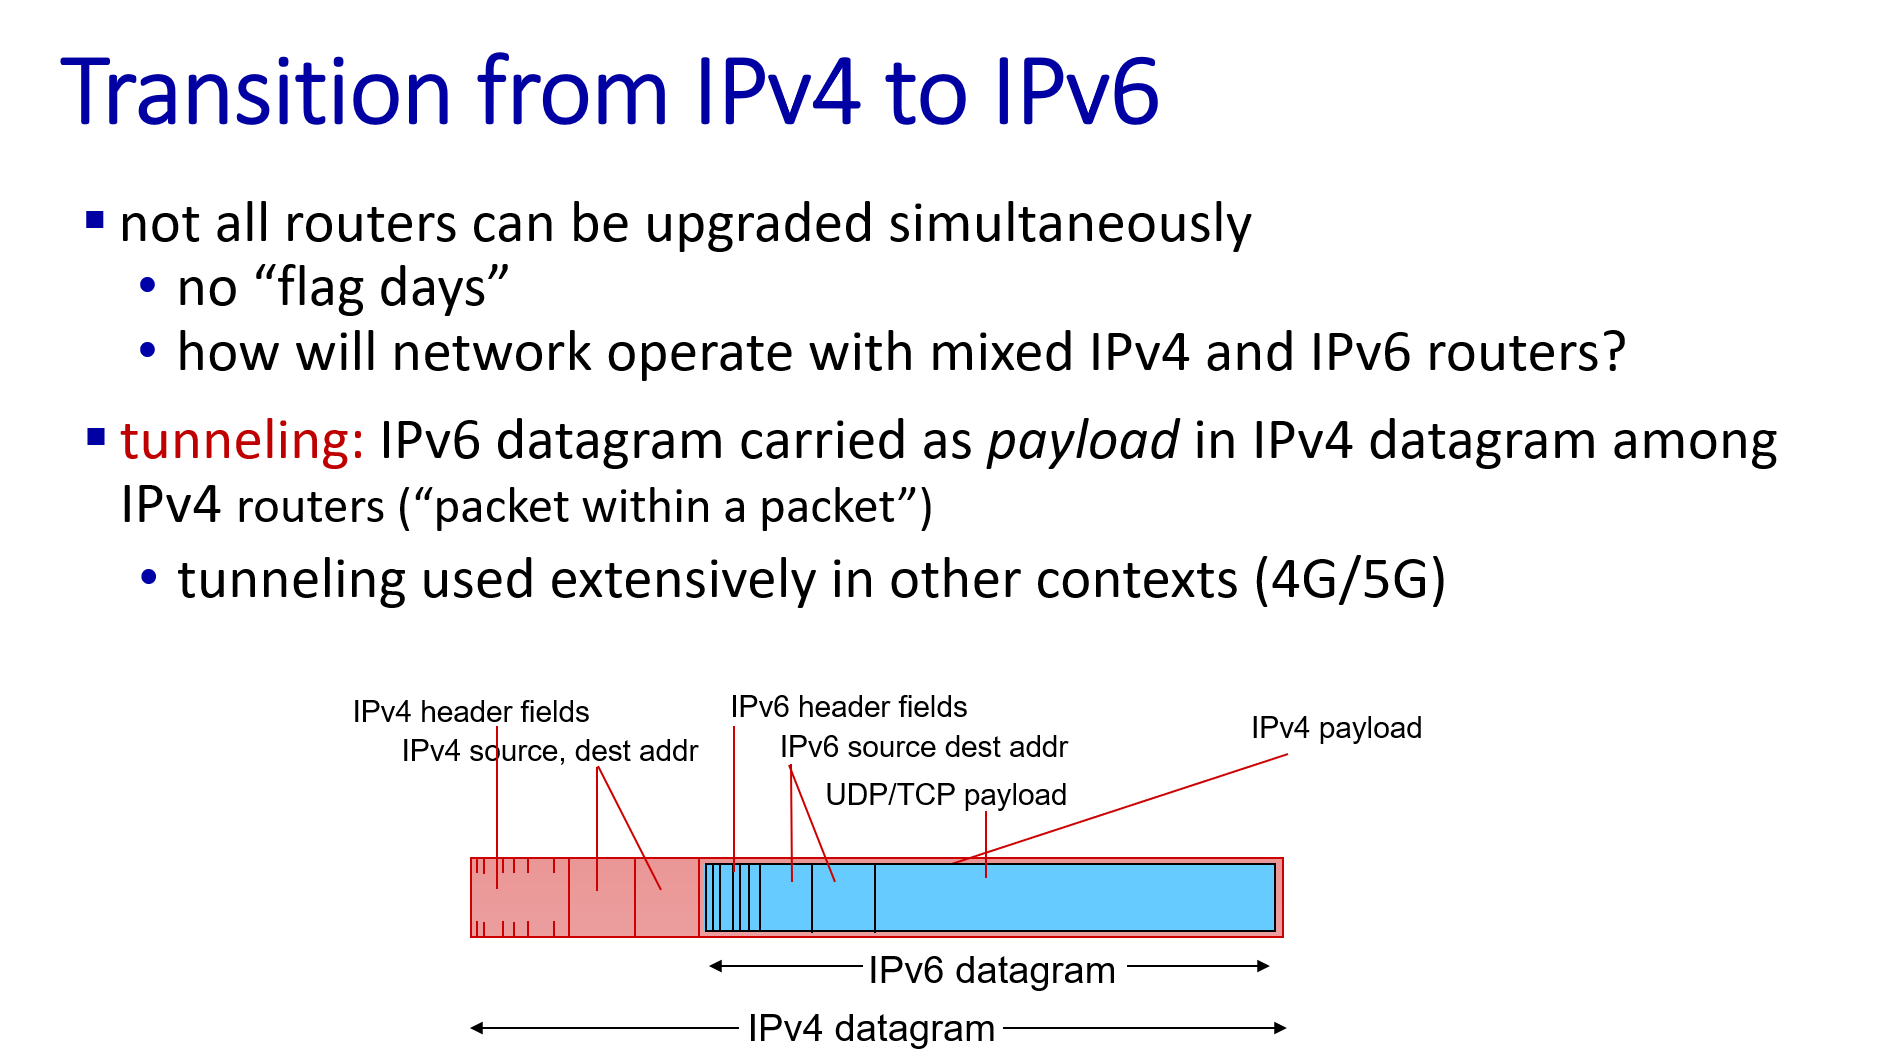 Transition from IPv4 to IPv6
▪ not all routers can be upgraded simultaneously
• no “flag days”
• how will network operate with mixed IPv4 and IPv6 routers?
▪ tunneling: IPv6 datagram carried as payload in IPv4 datagram among
IPv4 routers (“packet within a packet”)
• tunneling used extensively in other contexts (4G/5G)
IPv4 header fields
IPv4 source, dest addr
IPv6 header fields
IPv6 source dest addr
UDP/TCP payload
IPv4 payload
IPv6 datagram
IPv4 datagram